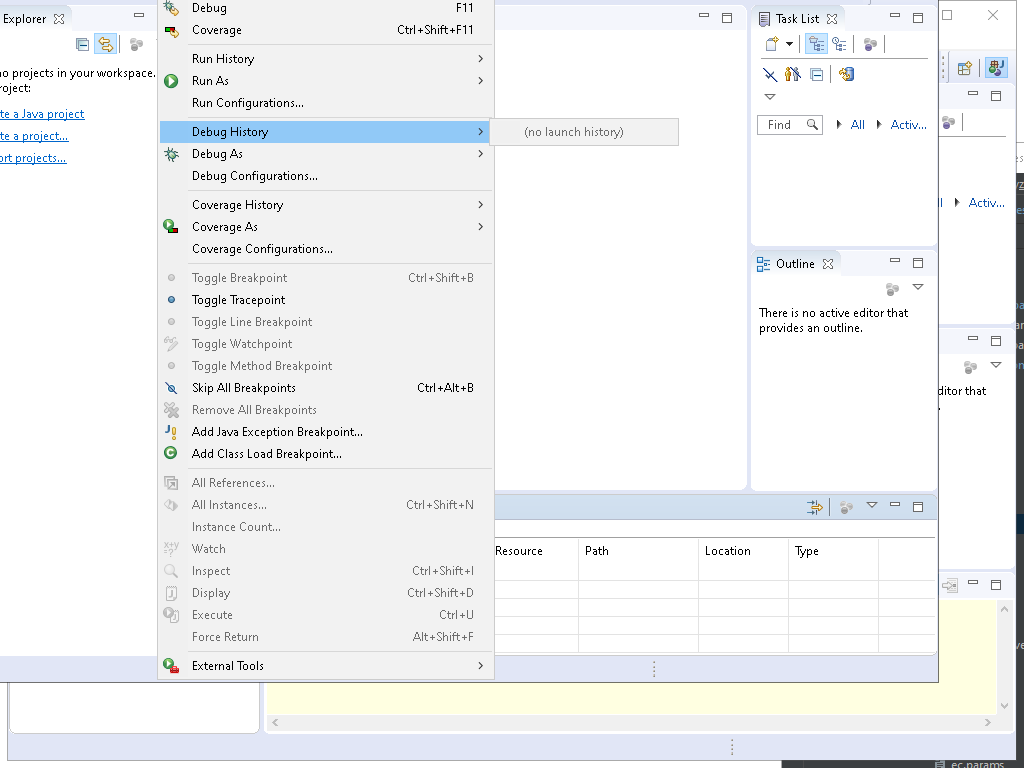 Explorer
no projects in your workspace.
roject:
te a Java project
te a project...
ort projects...
Debug F11
Coverage Ctrl+Shift+F11
Run History
Run As
Run Configurations...
Debug History
(no launch history)
Debug As
Debug Configurations...
Coverage History
Coverage As
Coverage Configurations...
Toggle Breakpoint Ctrl+Shift+B
Toggle Tracepoint
Toggle Line Breakpoint
Toggle Watchpoint
Toggle Method Breakpoint
Skip All Breakpoints Ctrl+Alt+B
Remove All Breakpoints
Add Java Exception Breakpoint...
Add Class Load Breakpoint...
All References...
All Instances... Ctrl+Shift+N
Instance Count...
Watch
Inspect Ctrl+Shift+I
Display Ctrl+Shift+D
Execute Ctrl+U
Force Return Alt+Shift+F
External Tools
Task List
Find
All
Activ...
Outline
There is no active editor that
provides an outline.
Resource Path Location Type
Activ...
ditor that
ec.params